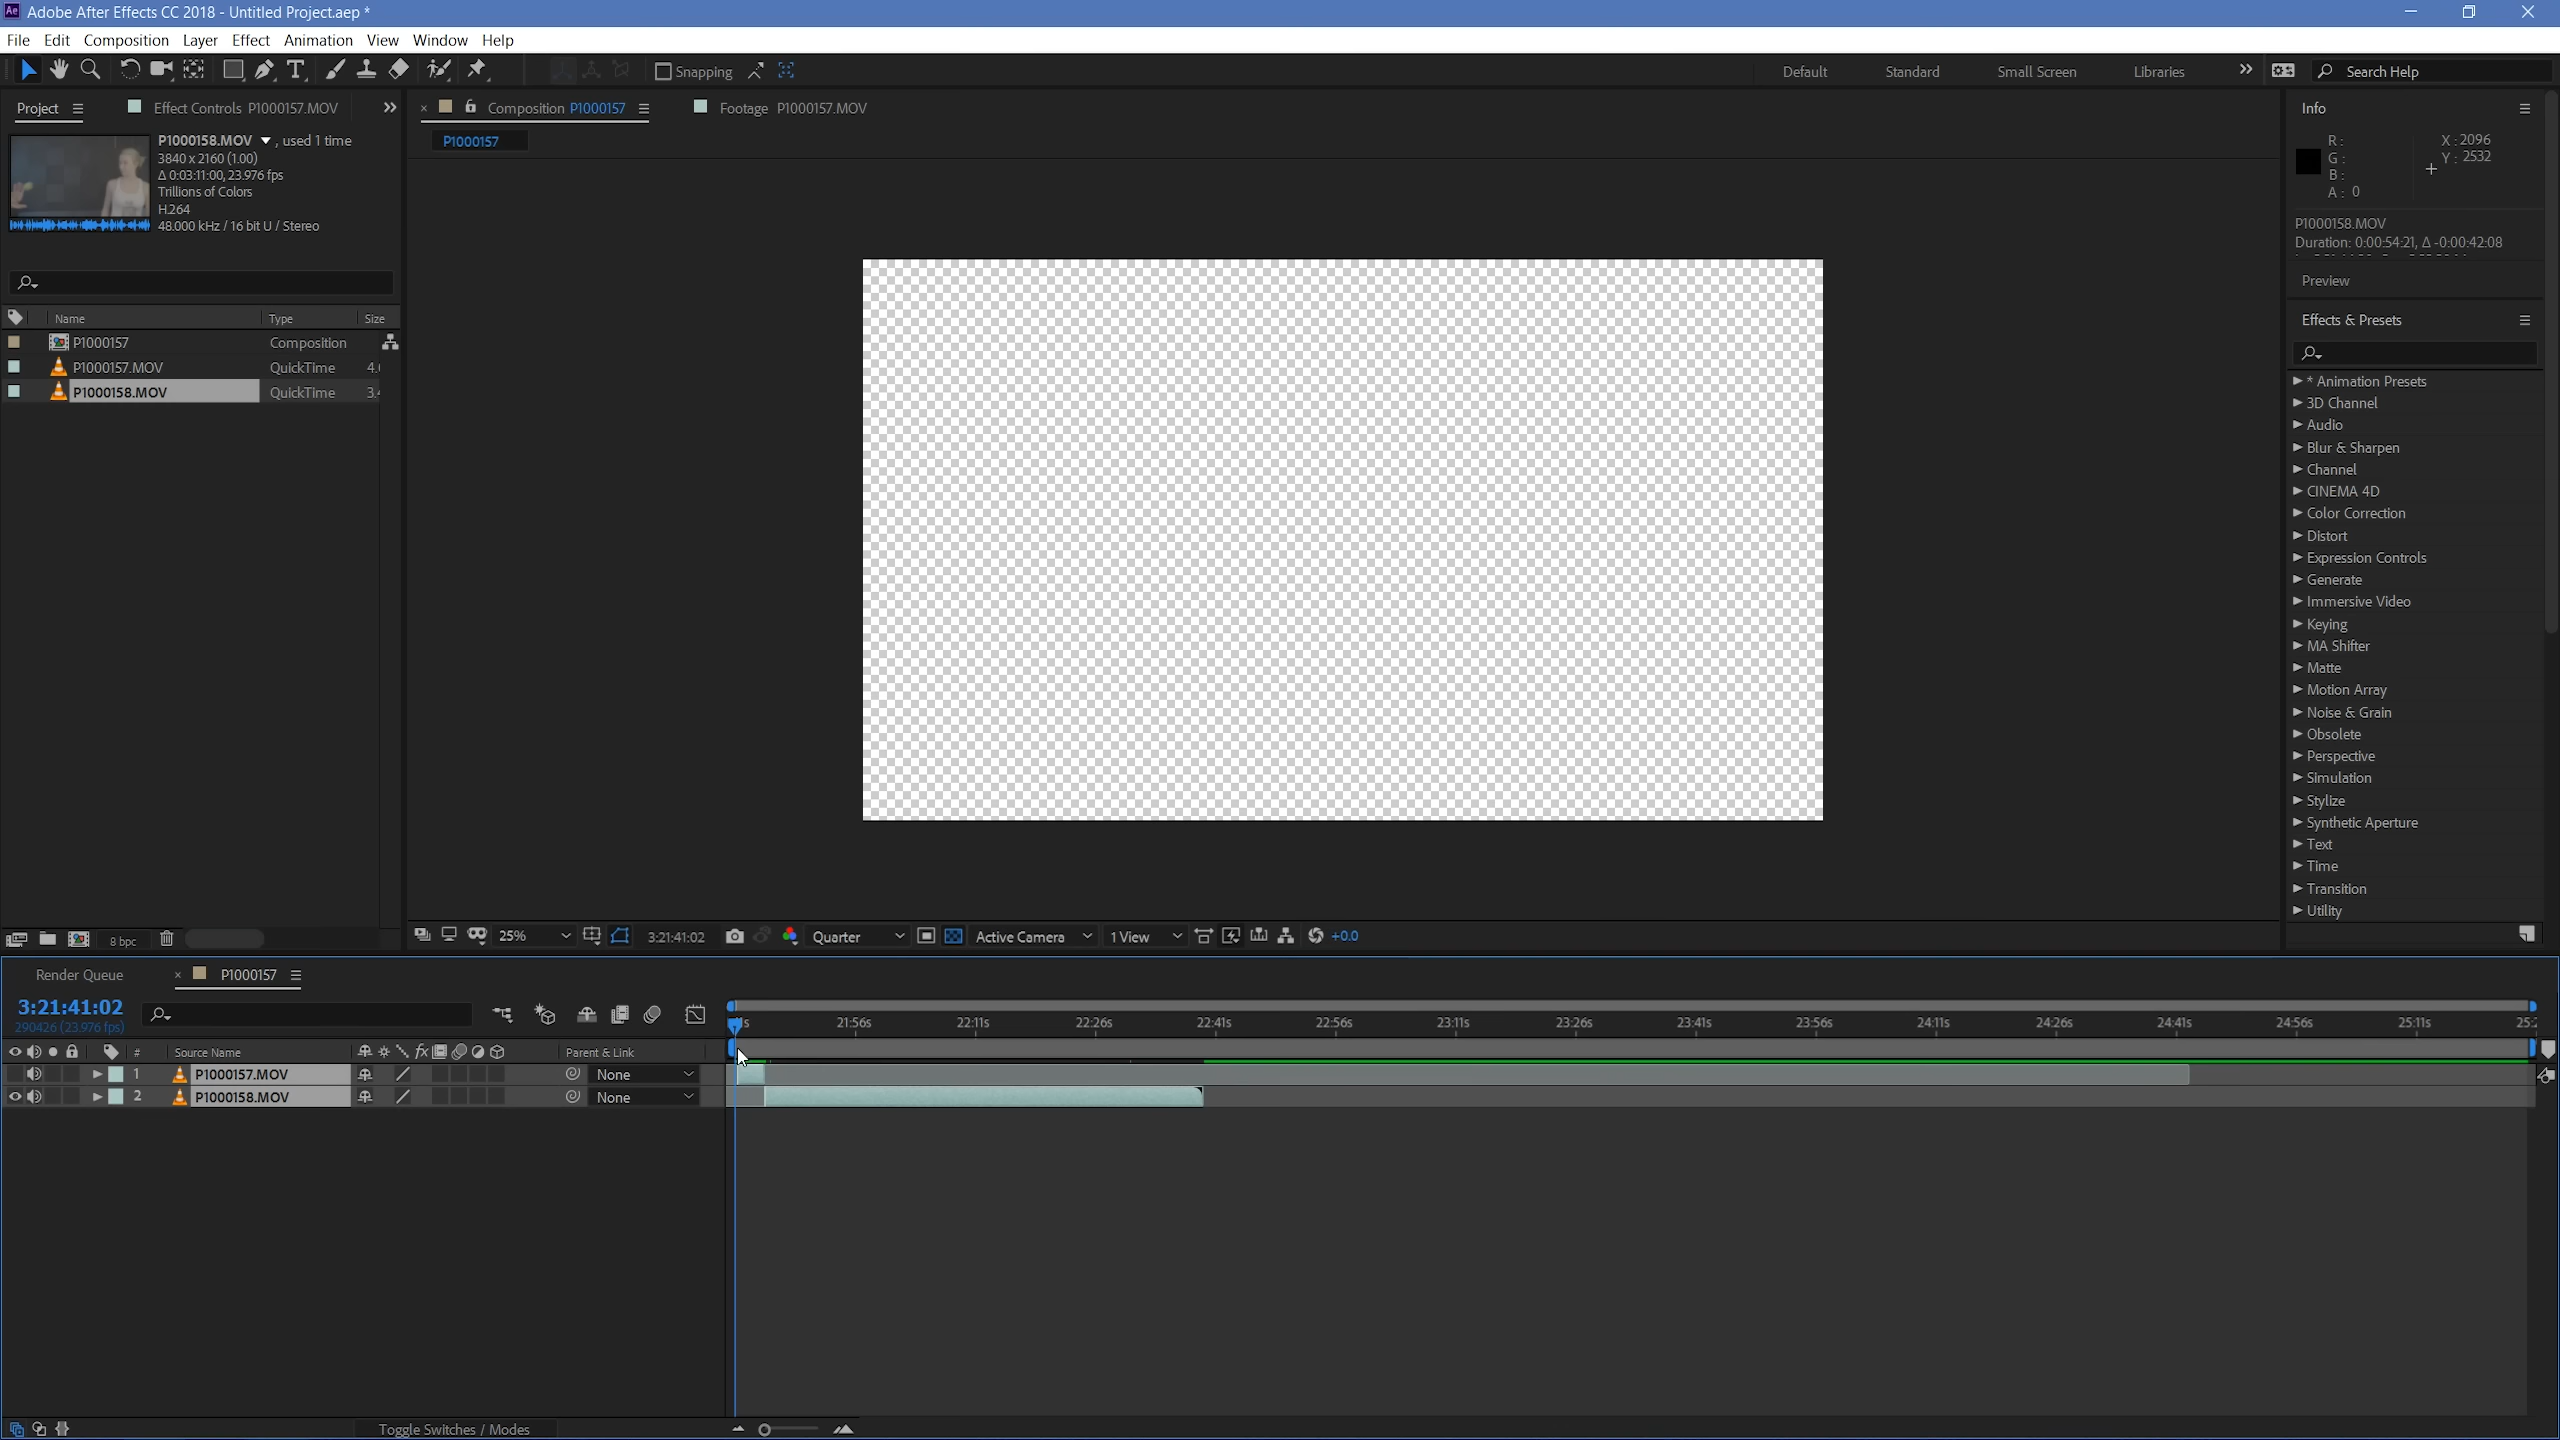 Adobe After Effects CC 2018 - Untitled Project.aep *
File Edit Composition Layer Effect Animation View Window Help
Snapping
Default Standard Small Screen Libraries
Search Help
Project Effect Controls P1000157.MOV
P1000158.MOV , used 1 time
3840 x 2160 (1.00)
Δ 0:03:11:00, 23.976 fps
Trillions of Colors
H.264
48.000 kHz / 16 bit U / Stereo
Name Type Size
P1000157 Composition
P1000157.MOV QuickTime
P1000158.MOV QuickTime
Composition P1000157 Footage P1000157.MOV
P1000157
25% 3:21:41:02 Quarter Active Camera 1 View +0.0
8 bpc
Info
R: X: 2096
G: Y: 2532
B:
A: 0
P1000158.MOV
Duration: 0:00:54:21, Δ -0:00:42:08
Preview
Effects & Presets
* Animation Presets
3D Channel
Audio
Blur & Sharpen
Channel
CINEMA 4D
Color Correction
Distort
Expression Controls
Generate
Immersive Video
Keying
MA Shifter
Matte
Motion Array
Noise & Grain
Obsolete
Perspective
Simulation
Stylize
Synthetic Aperture
Text
Time
Transition
Utility
Render Queue P1000157
3:21:41:02
290426 (23.976 fps)
21:56s 22:11s 22:26s 22:41s 22:56s 23:11s 23:26s 23:41s 23:56s 24:11s 24:26s 24:41s 24:56s 25:11s
# Source Name Parent & Link
1 P1000157.MOV None
2 P1000158.MOV None
Toggle Switches / Modes